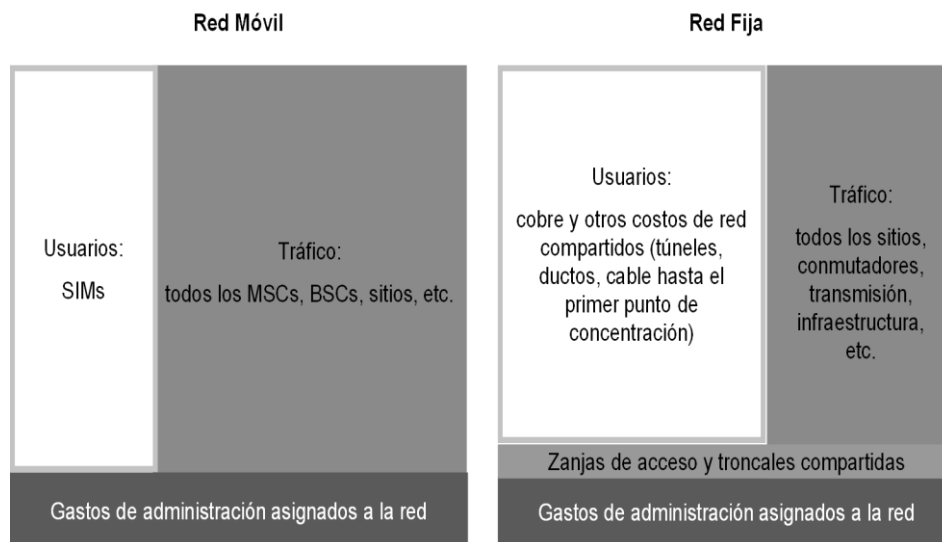 Red Móvil
Usuarios:
SIMs
Tráfico:
todos los MSCs, BSCs, sitios, etc.
Gastos de administración asignados a la red
Red Fija
Usuarios:
cobre y otros costos de red
compartidos (túneles,
ductos, cable hasta el
primer punto de
concentración)
Tráfico:
todos los sitios,
conmutadores,
transmisión,
infraestructura,
etc.
Zanjas de acceso y troncales compartidas
Gastos de administración asignados a la red